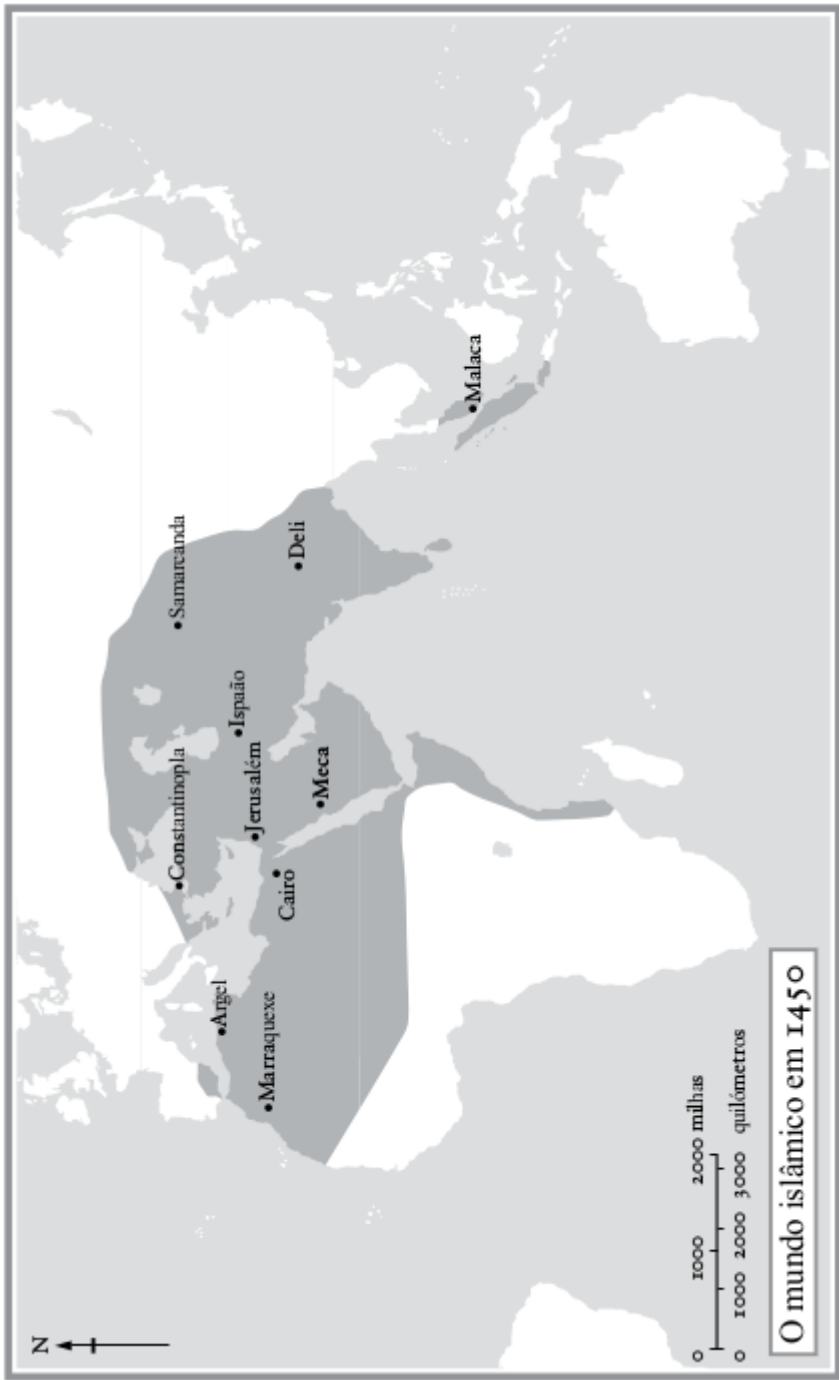 N
Samarcanda
Constantinopla
Deli
Ispaão
Jerusalém
Argel
Meca
Cairo
Marraquexe
Malaca
0 1000 2000 milhas
0 1000 2000 3000 quilómetros
O mundo islâmico em 1450